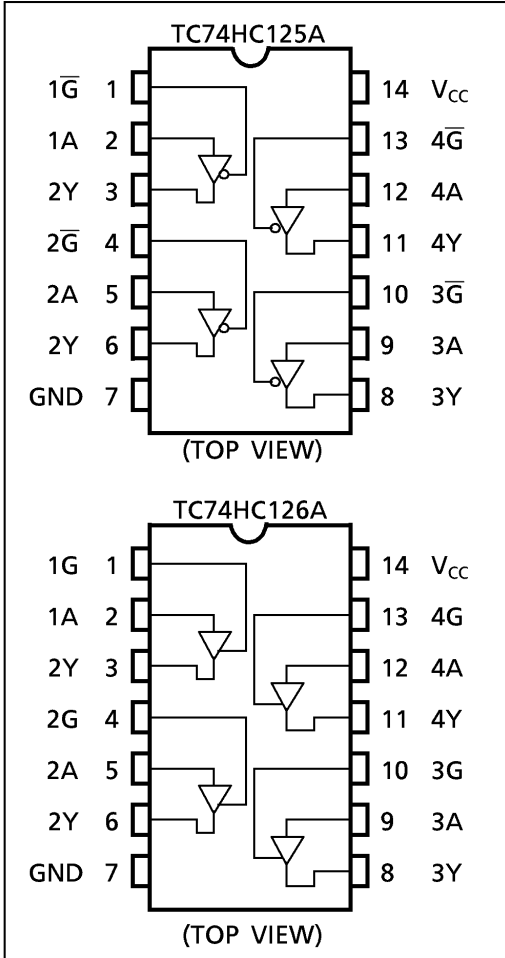 TC74HC125A
1G̅ 1 14 VCC
1A 2 13 4G̅
2Y 3 12 4A
2G̅ 4 11 4Y
2A 5 10 3G̅
2Y 6 9 3A
GND 7 8 3Y
(TOP VIEW)
TC74HC126A
1G 1 14 VCC
1A 2 13 4G
2Y 3 12 4A
2G 4 11 4Y
2A 5 10 3G
2Y 6 9 3A
GND 7 8 3Y
(TOP VIEW)